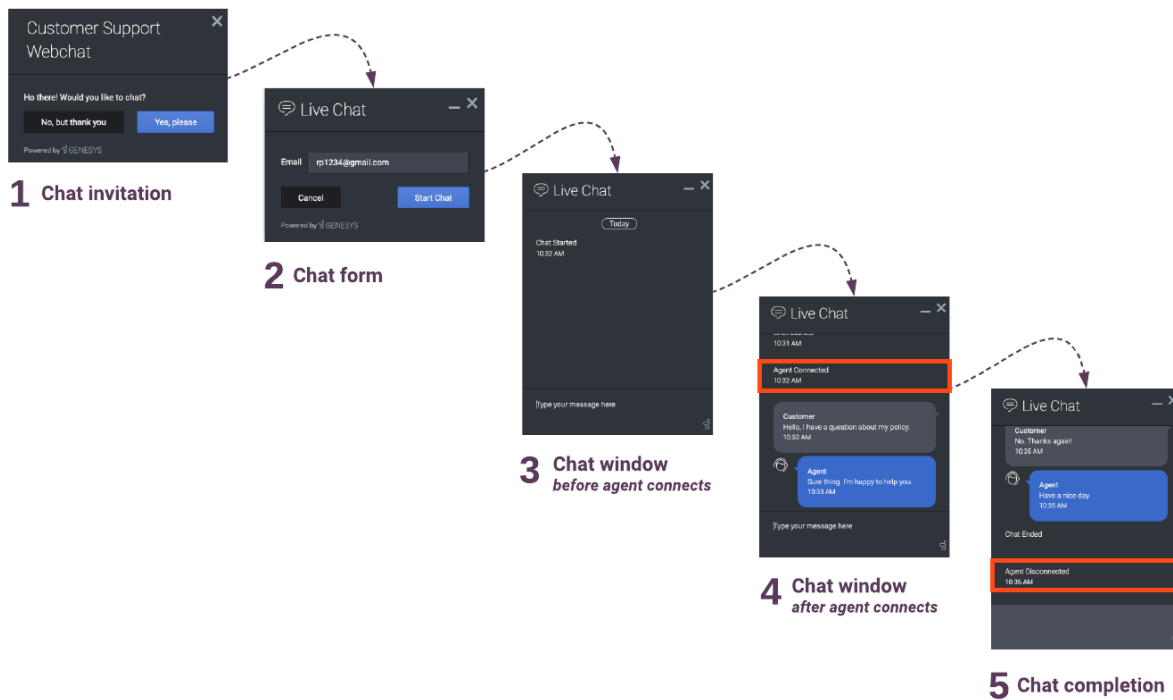 Customer Support
Webchat
Ho there! Would you like to chat?
No, but thank you
Yes, please
Powered by GENESYS
1 Chat invitation
Live Chat
Email
rp1234@gmail.com
Cancel
Start Chat
Powered by GENESYS
2 Chat form
Live Chat
Today
Chat Started
10:32 AM
Type your message here
3 Chat window
before agent connects
Live Chat
10:31 AM
Agent Connected
10:32 AM
Customer
Hello, I have a question about my policy.
10:32 AM
Agent
Sure thing. I'm happy to help you.
10:33 AM
Type your message here
4 Chat window
after agent connects
Live Chat
Customer
No. Thanks again!
10:35 AM
Agent
Have a nice day.
10:35 AM
Chat Ended
Agent Disconnected
10:36 AM
5 Chat completion